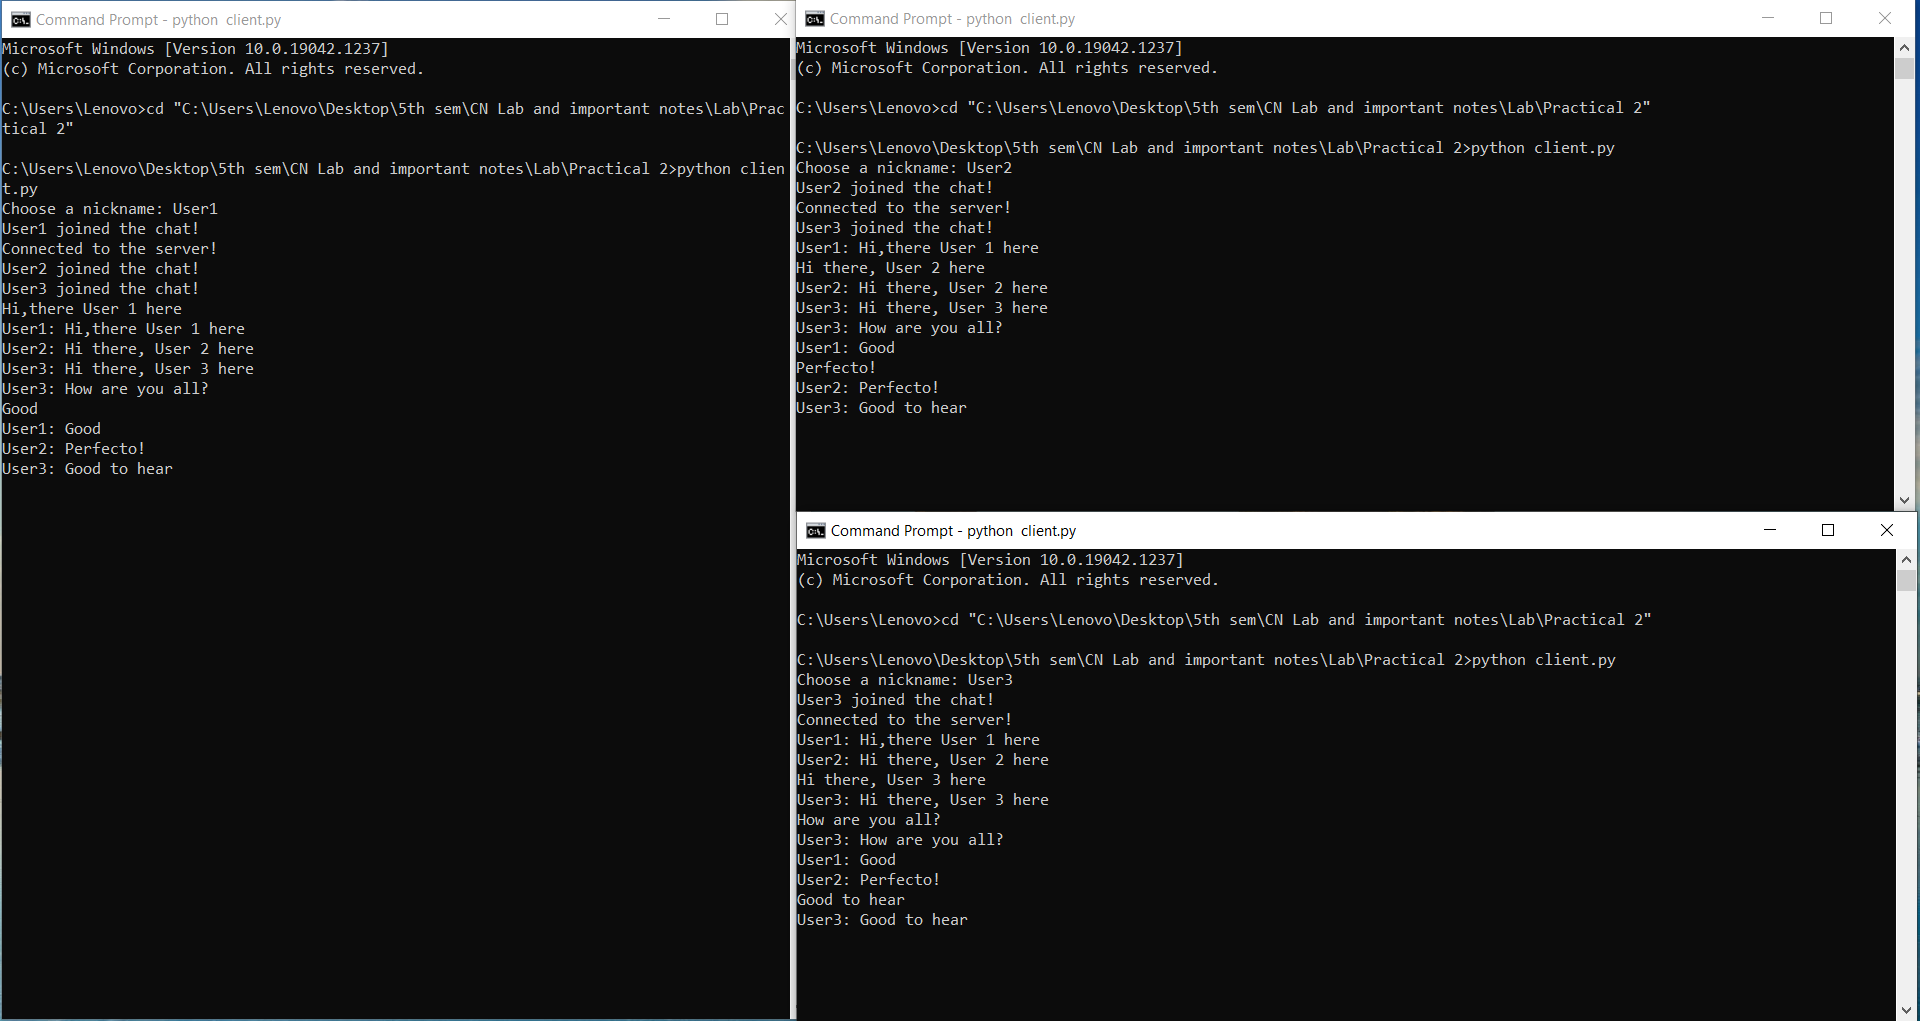 Command Prompt - python  client.py
Microsoft Windows [Version 10.0.19042.1237]
(c) Microsoft Corporation. All rights reserved.
C:\Users\Lenovo>cd "C:\Users\Lenovo\Desktop\5th sem\CN Lab and important notes\Lab\Prac
tical 2"
C:\Users\Lenovo\Desktop\5th sem\CN Lab and important notes\Lab\Practical 2>python clien
t.py
Choose a nickname: User1
User1 joined the chat!
Connected to the server!
User2 joined the chat!
User3 joined the chat!
Hi,there User 1 here
User1: Hi,there User 1 here
User2: Hi there, User 2 here
User3: Hi there, User 3 here
User3: How are you all?
Good
User1: Good
User2: Perfecto!
User3: Good to hear
Command Prompt - python  client.py
Microsoft Windows [Version 10.0.19042.1237]
(c) Microsoft Corporation. All rights reserved.
C:\Users\Lenovo>cd "C:\Users\Lenovo\Desktop\5th sem\CN Lab and important notes\Lab\Practical 2"
C:\Users\Lenovo\Desktop\5th sem\CN Lab and important notes\Lab\Practical 2>python client.py
Choose a nickname: User2
User2 joined the chat!
Connected to the server!
User3 joined the chat!
User1: Hi,there User 1 here
Hi there, User 2 here
User2: Hi there, User 2 here
User3: Hi there, User 3 here
User3: How are you all?
User1: Good
Perfecto!
User2: Perfecto!
User3: Good to hear
Command Prompt - python  client.py
Microsoft Windows [Version 10.0.19042.1237]
(c) Microsoft Corporation. All rights reserved.
C:\Users\Lenovo>cd "C:\Users\Lenovo\Desktop\5th sem\CN Lab and important notes\Lab\Practical 2"
C:\Users\Lenovo\Desktop\5th sem\CN Lab and important notes\Lab\Practical 2>python client.py
Choose a nickname: User3
User3 joined the chat!
Connected to the server!
User1: Hi,there User 1 here
User2: Hi there, User 2 here
Hi there, User 3 here
User3: Hi there, User 3 here
How are you all?
User3: How are you all?
User1: Good
User2: Perfecto!
Good to hear
User3: Good to hear